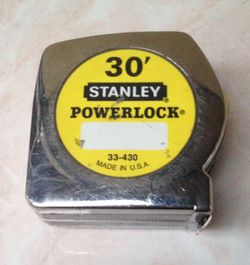 30'
STANLEY
POWERLOCK®
33-430
MADE IN U.S.A.